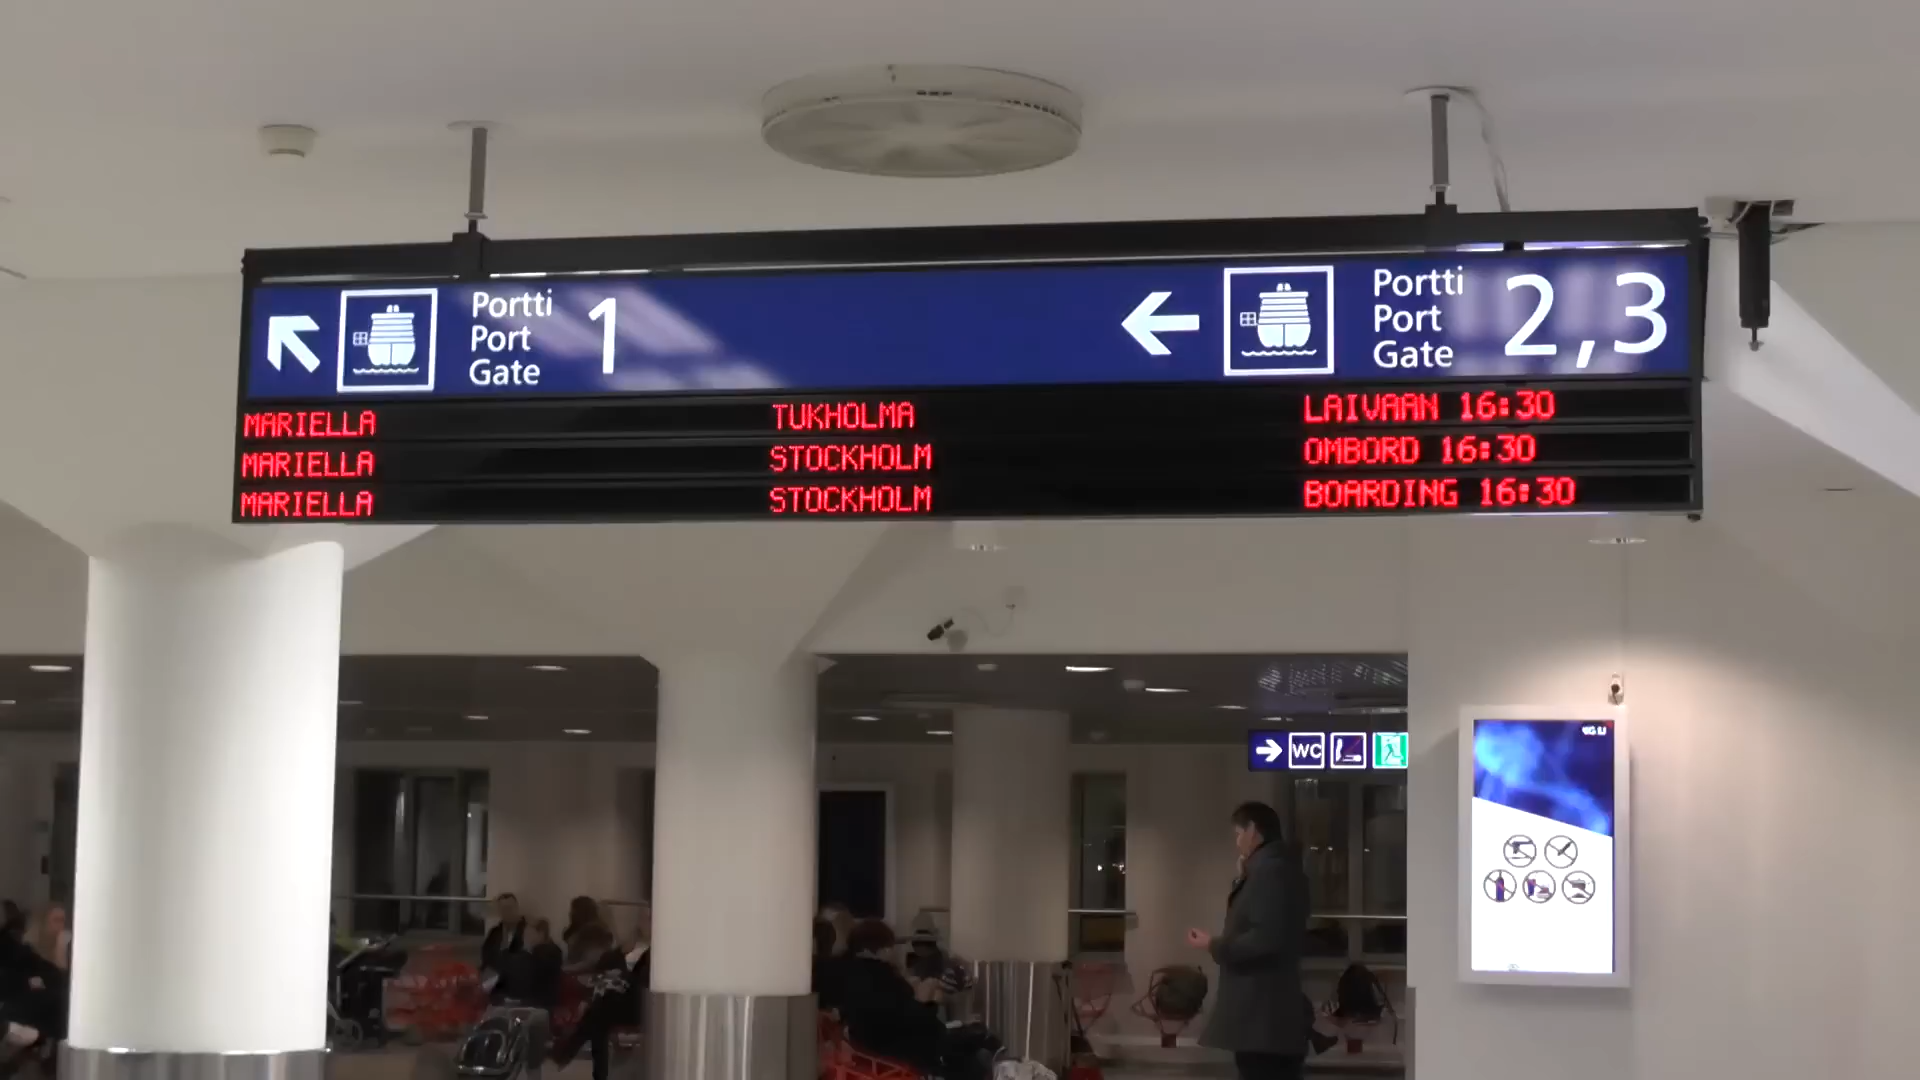 Portti
Port
Gate
1
Portti
Port
Gate
2,3
MARIELLA TUKHOLMA LAIVAAN 16:30
MARIELLA STOCKHOLM OMBORD 16:30
MARIELLA STOCKHOLM BOARDING 16:30
WC